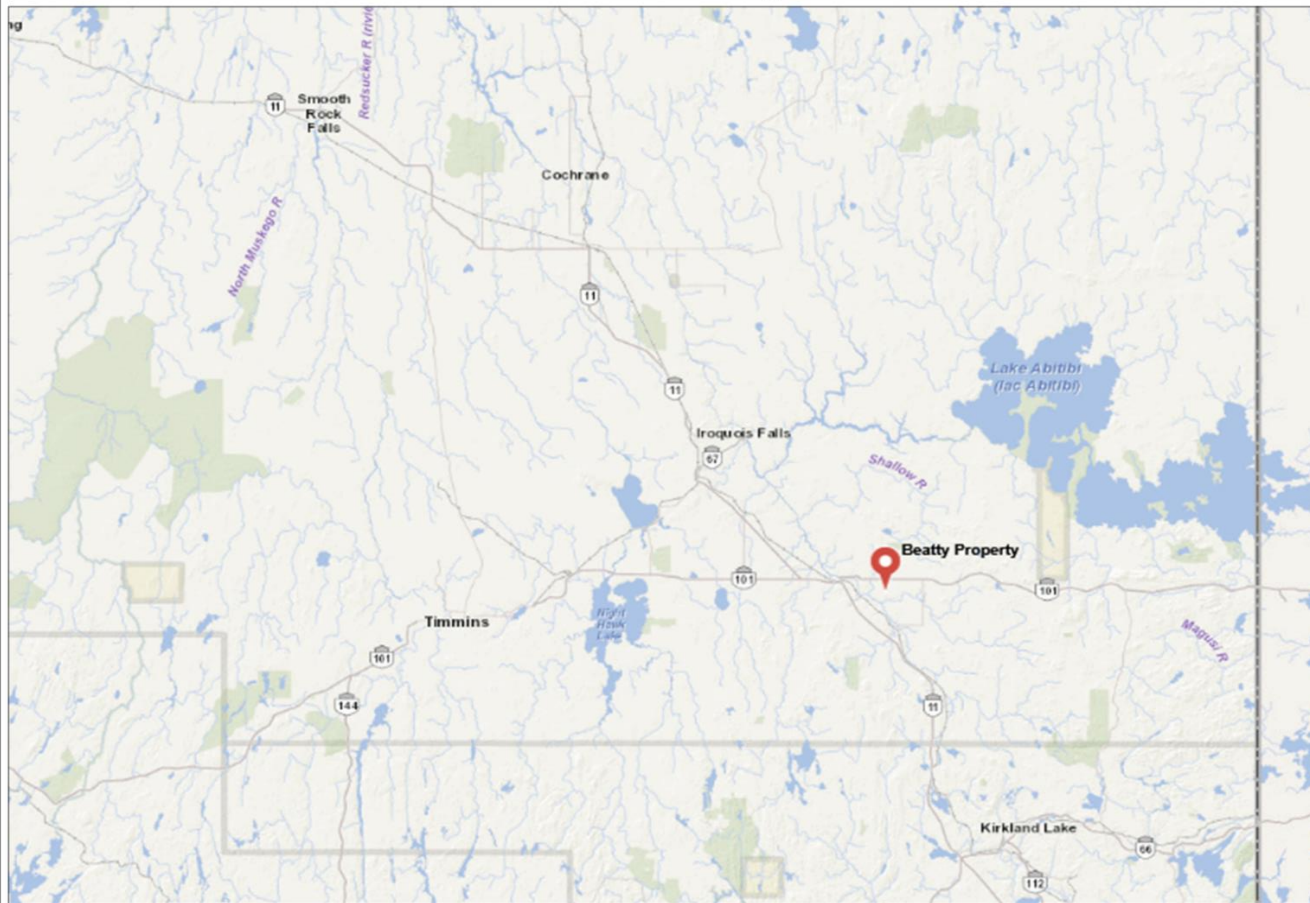 ng
11
Smooth
Rock
Falls
Redsucker R (riviè
Cochrane
North Muskego R
11
11
Lake Abitibi
(lac Abitibi)
Iroquois Falls
67
Shallow R
Beatty Property
101
101
Night
Hawk
Lake
Timmins
Magusi R
101
144
11
Kirkland Lake
66
112